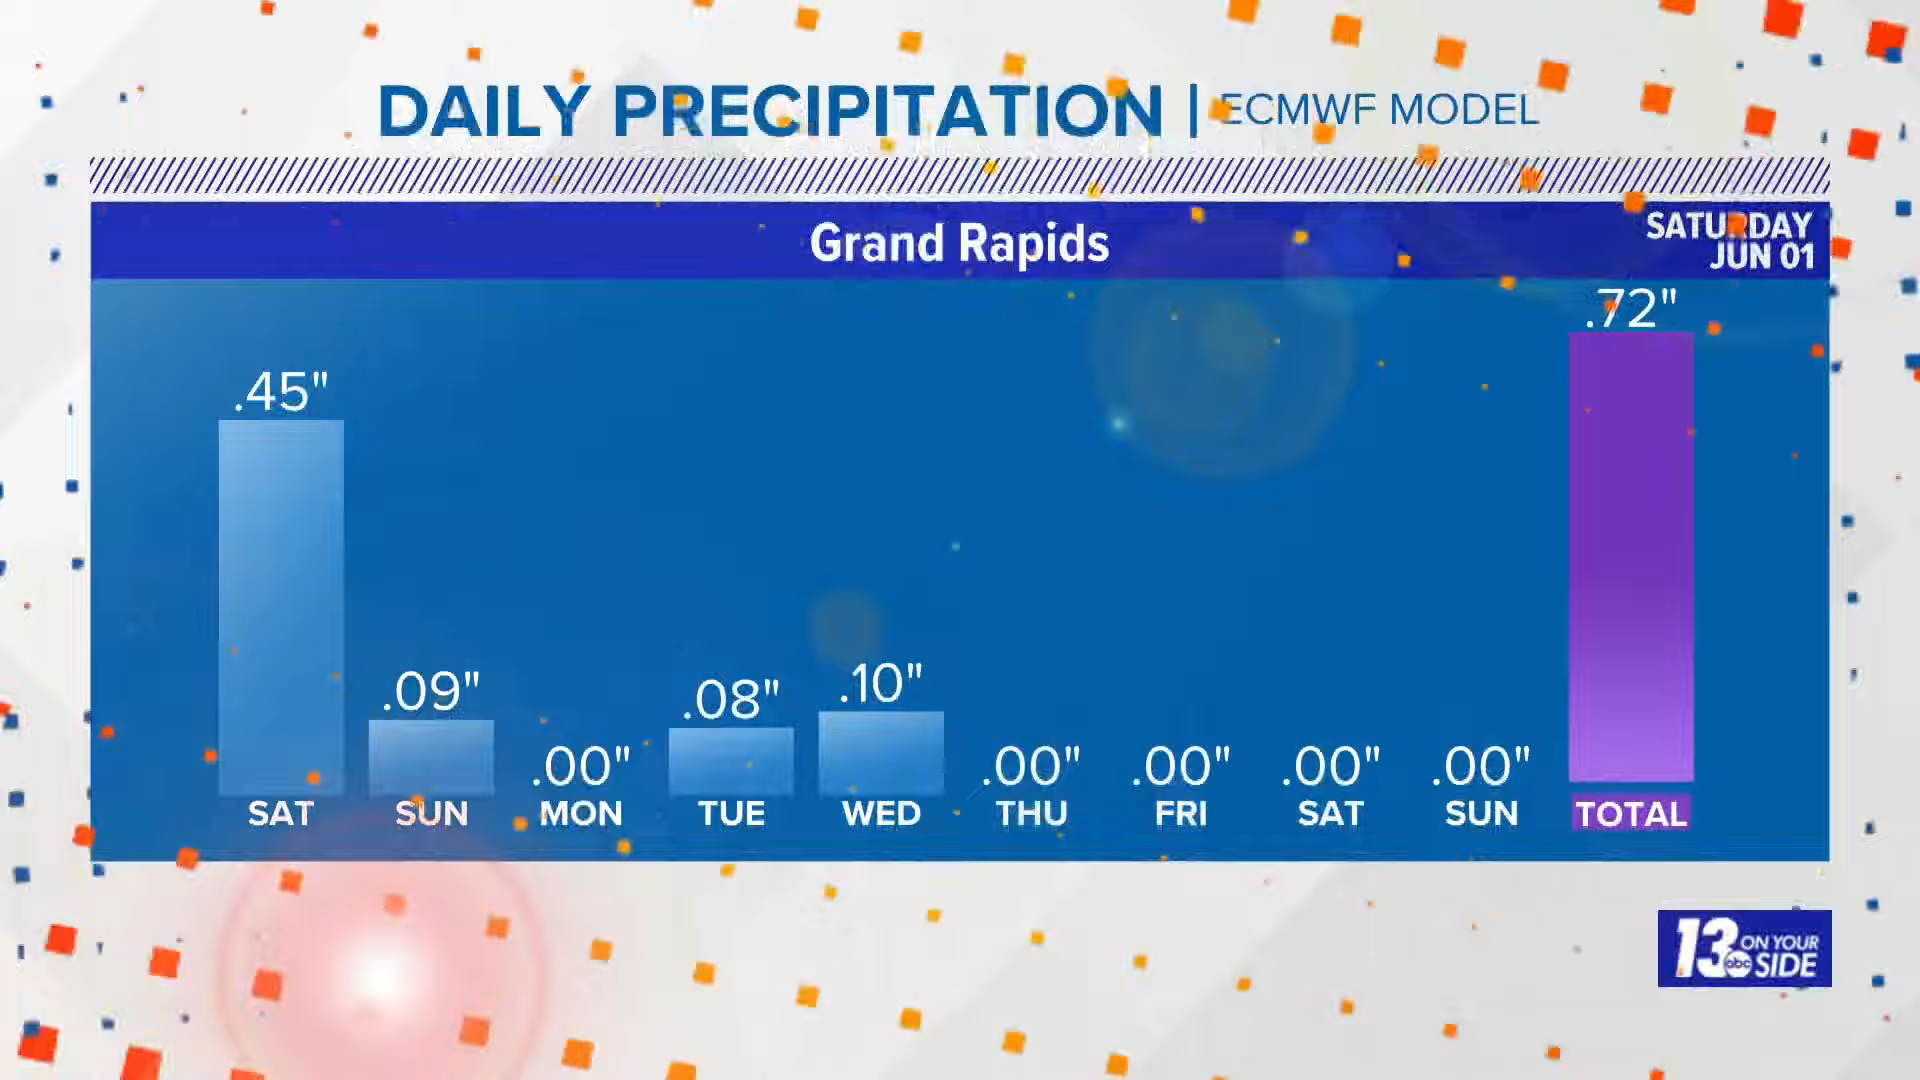 DAILY PRECIPITATION | ECMWF MODEL
Grand Rapids
SATURDAY
JUN 01
.45" .09" .00" .08" .10" .00" .00" .00" .00" .72"
SAT SUN MON TUE WED THU FRI SAT SUN TOTAL
13 ON YOUR
abc SIDE